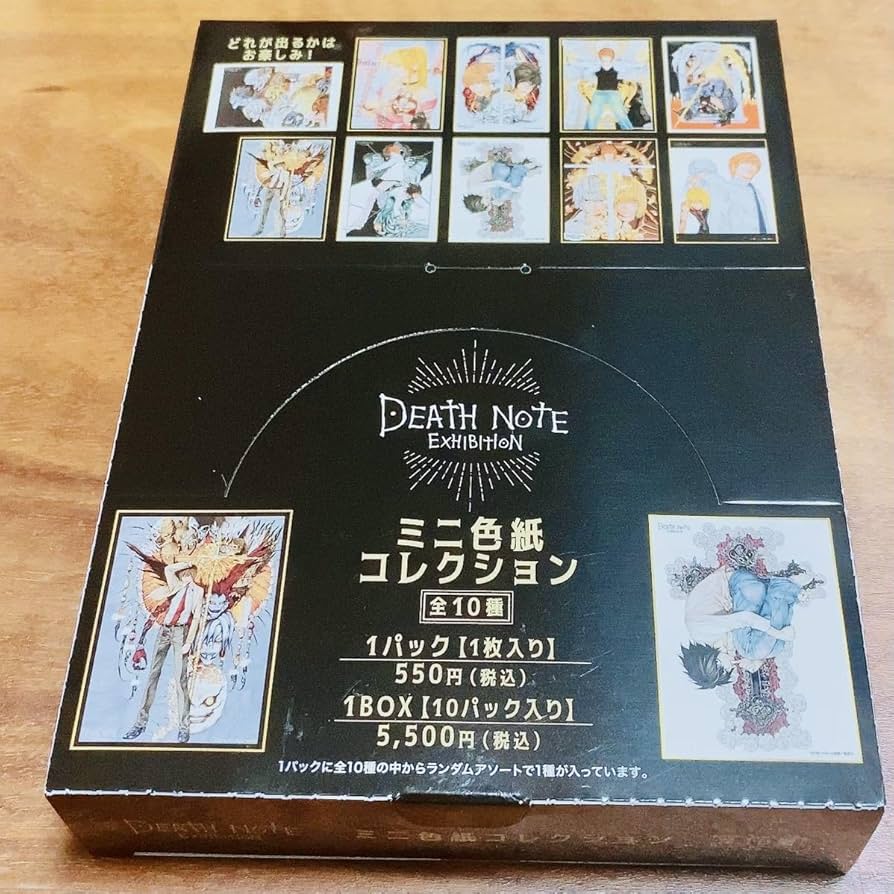 どれが出るかは
お楽しみ!
DEATH NOTE
EXHIBITION
ミニ色紙
コレクション
全10種
1パック【1枚入り】
550円(税込)
1BOX【10パック入り】
5,500円(税込)
1パックに全10種の中からランダムアソートで1種が入っています。
DEATH NOTE
DEATH NOTE
ミニ色紙コレクション